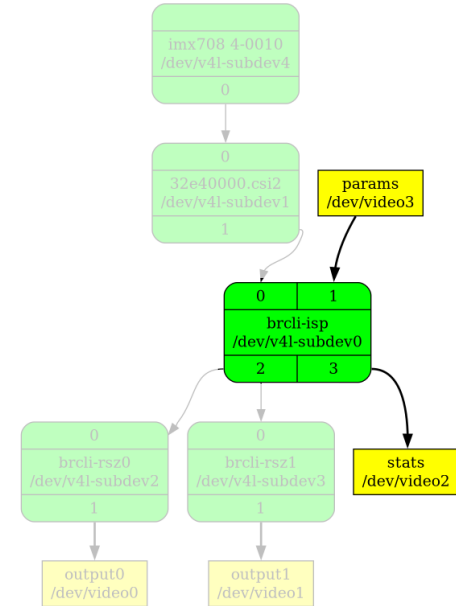 imx708 4-0010
/dev/v4l-subdev4
0
0
32e40000.csi2
/dev/v4l-subdev1
1
params
/dev/video3
0 1
brcli-isp
/dev/v4l-subdev0
2 3
0
brcli-rsz0
/dev/v4l-subdev2
1
0
brcli-rsz1
/dev/v4l-subdev3
1
stats
/dev/video2
output0
/dev/video0
output1
/dev/video1